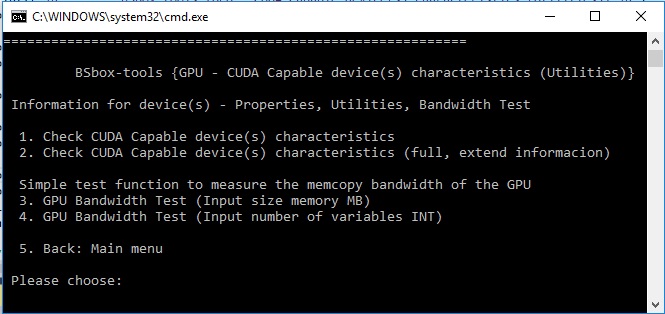 C:\WINDOWS\system32\cmd.exe
==========================================================
BSbox-tools {GPU - CUDA Capable device(s) characteristics (Utilities)}
Information for device(s) - Properties, Utilities, Bandwidth Test
1. Check CUDA Capable device(s) characteristics
2. Check CUDA Capable device(s) characteristics (full, extend informacion)
Simple test function to measure the memcopy bandwidth of the GPU
3. GPU Bandwidth Test (Input size memory MB)
4. GPU Bandwidth Test (Input number of variables INT)
5. Back: Main menu
Please choose: